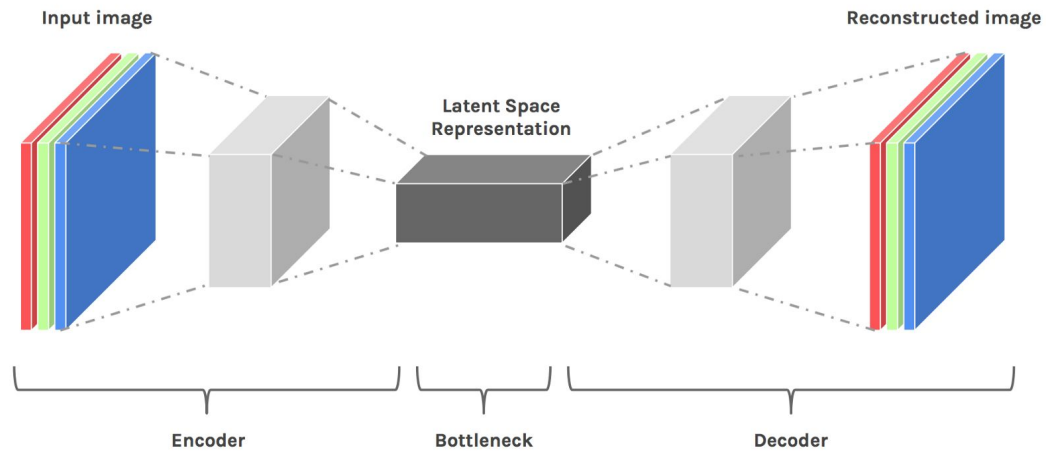 Input image
Reconstructed image
Latent Space
Representation
Encoder
Bottleneck
Decoder